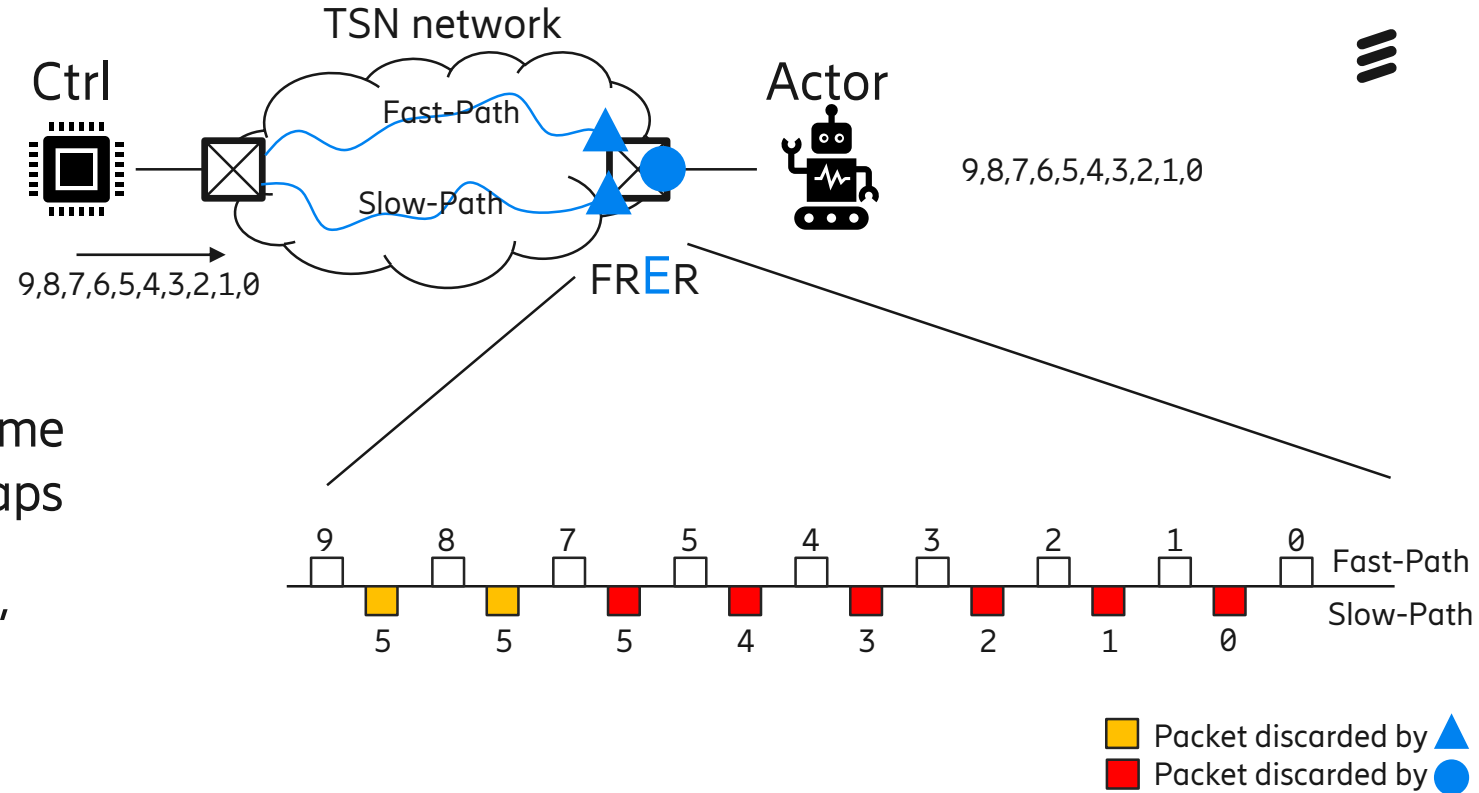 TSN network
Ctrl
Actor
Fast-Path
Slow-Path
9,8,7,6,5,4,3,2,1,0
9,8,7,6,5,4,3,2,1,0
FRER
me
aps
,
9 8 7 5 4 3 2 1 0
Fast-Path
Slow-Path
5 5 5 4 3 2 1 0
Packet discarded by
Packet discarded by